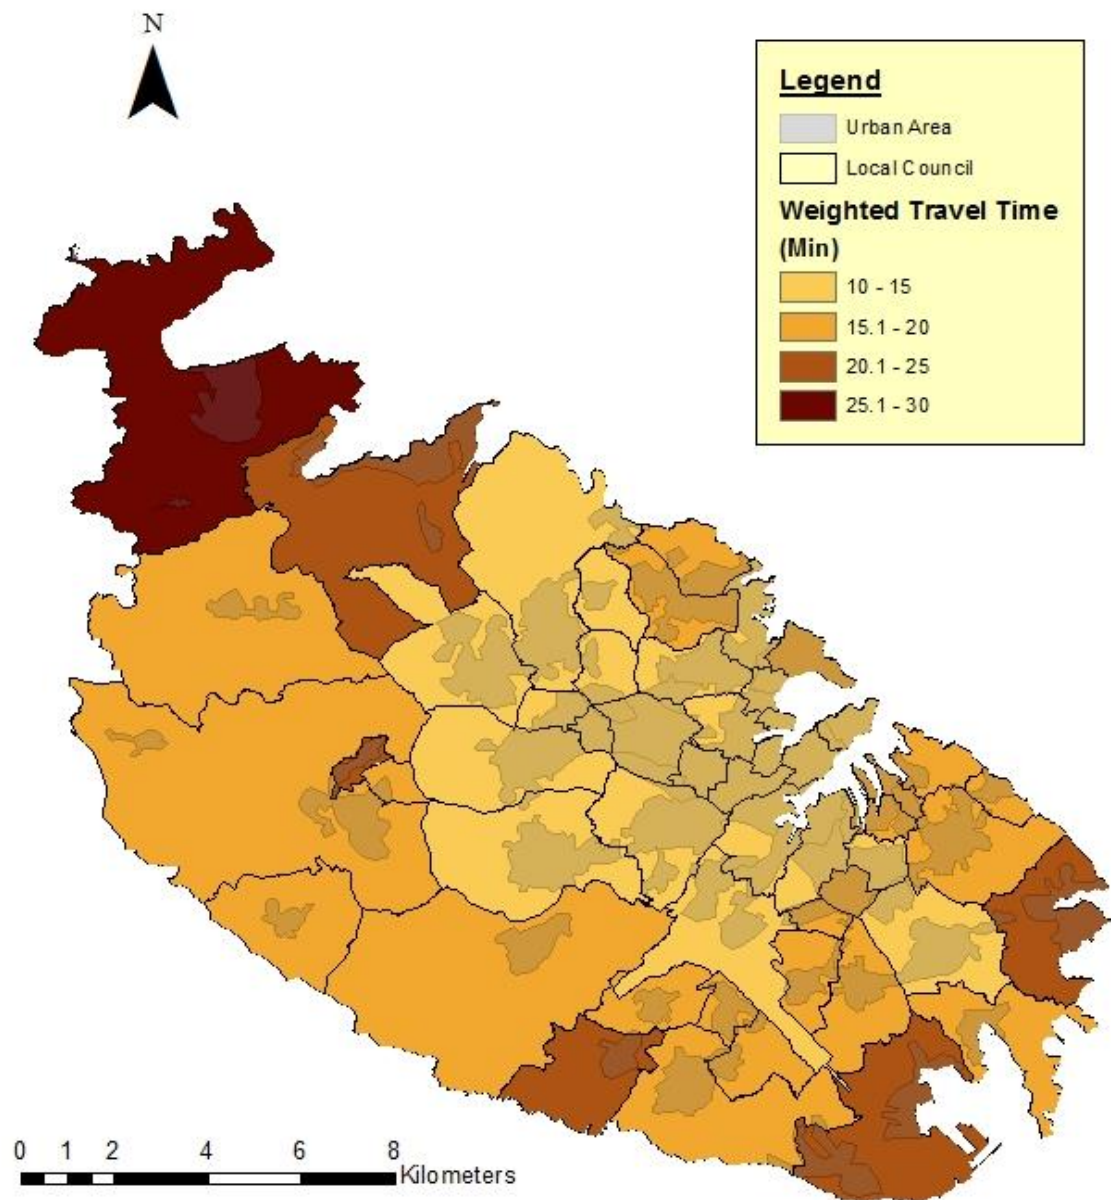 N
Legend
Urban Area
Local Council
Weighted Travel Time
(Min)
10 - 15
15.1 - 20
20.1 - 25
25.1 - 30
0 1 2 4 6 8
Kilometers